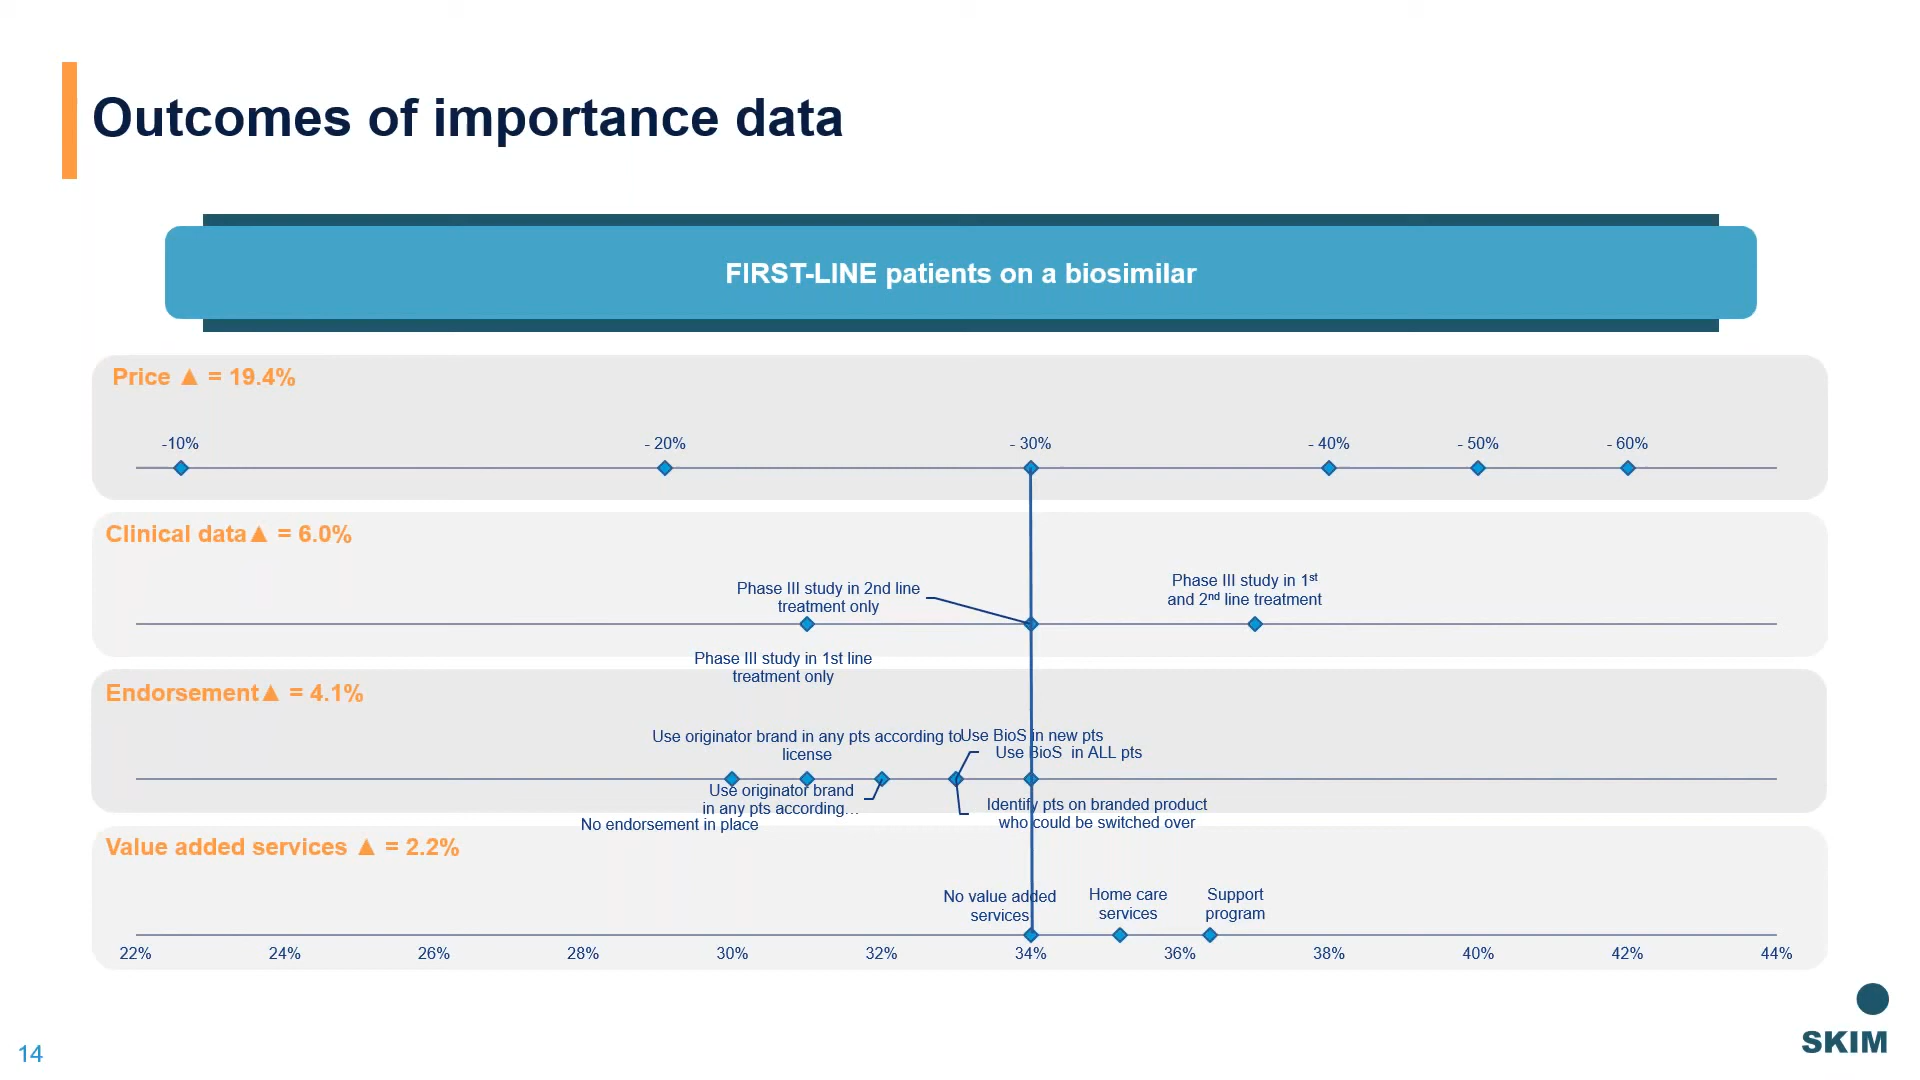 Outcomes of importance data
FIRST-LINE patients on a biosimilar
Price ▲ = 19.4%
-10%
- 20%
- 30%
- 40%
- 50%
- 60%
Clinical data▲ = 6.0%
Phase III study in 2nd line
treatment only
Phase III study in 1st
and 2nd line treatment
Phase III study in 1st line
treatment only
Endorsement▲ = 4.1%
Use originator brand in any pts according to
license
Use BioS in new pts
Use BioS in ALL pts
Use originator brand
in any pts according...
No endorsement in place
Identify pts on branded product
who could be switched over
Value added services ▲ = 2.2%
No value added
services
Home care
services
Support
program
22%
24%
26%
28%
30%
32%
34%
36%
38%
40%
42%
44%
14
SKIM